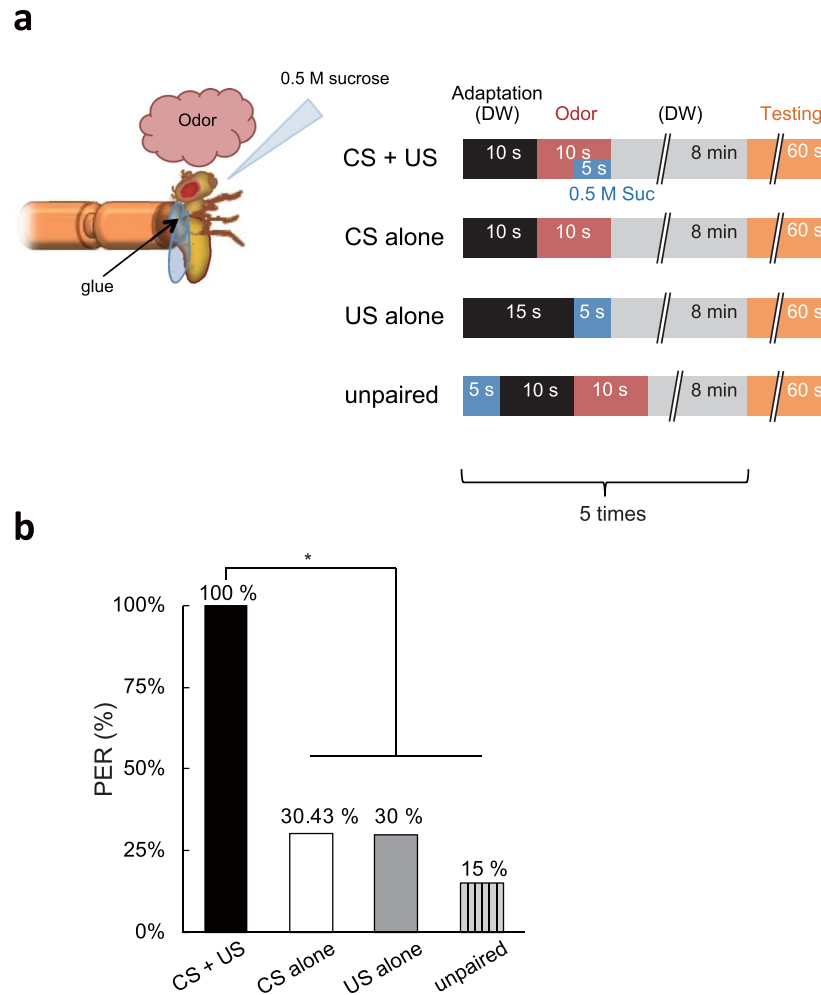 a
0.5 M sucrose
Odor
glue
Adaptation
(DW)
Odor
(DW)
Testing
CS + US
10 s
10 s
5 s
8 min
60 s
0.5 M Suc
CS alone
10 s
10 s
8 min
60 s
US alone
15 s
5 s
8 min
60 s
unpaired
5 s
10 s
10 s
8 min
60 s
5 times
b
*
100 %
100%
75%
PER (%)
50%
30.43 %
30 %
25%
15 %
0%
CS + US
CS alone
US alone
unpaired